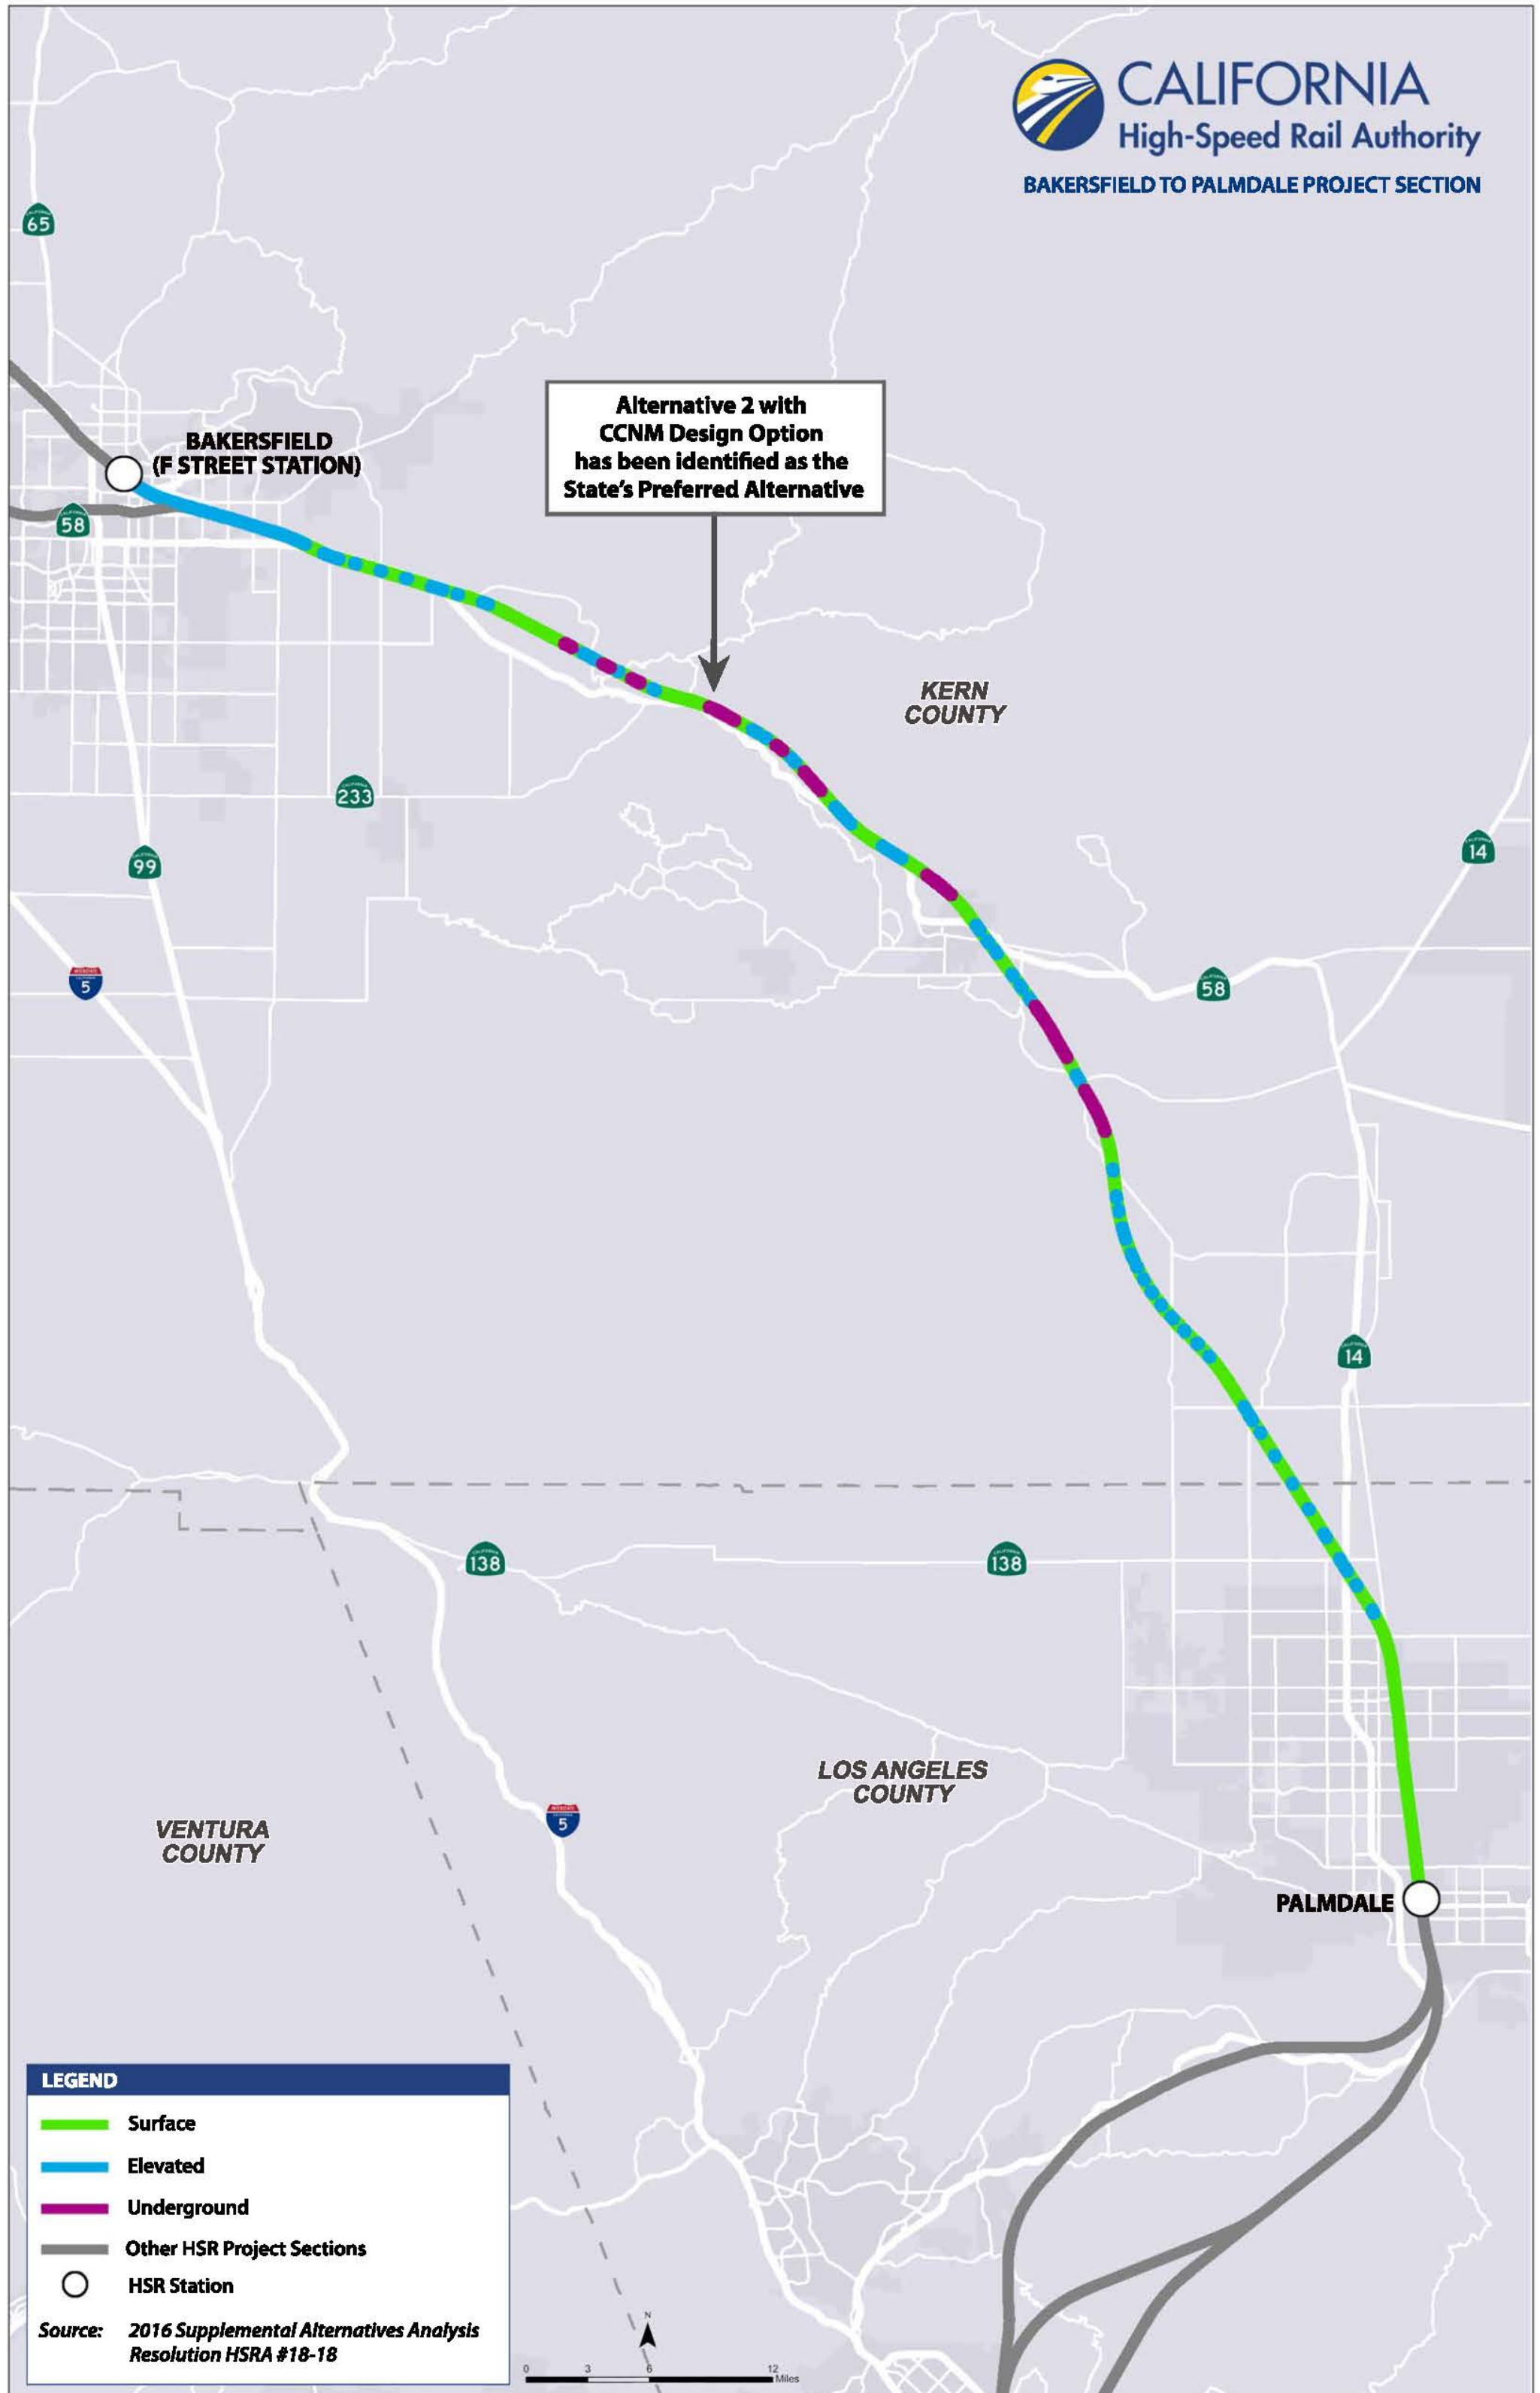 CALIFORNIA
High-Speed Rail Authority
BAKERSFIELD TO PALMDALE PROJECT SECTION
65
Alternative 2 with
CCNM Design Option
has been identified as the
State's Preferred Alternative
BAKERSFIELD
(F STREET STATION)
58
KERN
COUNTY
233
99
14
5
58
14
138
138
LOS ANGELES
COUNTY
5
VENTURA
COUNTY
PALMDALE
LEGEND
Surface
Elevated
Underground
Other HSR Project Sections
HSR Station
Source: 2016 Supplemental Alternatives Analysis
Resolution HSRA #18-18
N
0 3 6 12
Miles